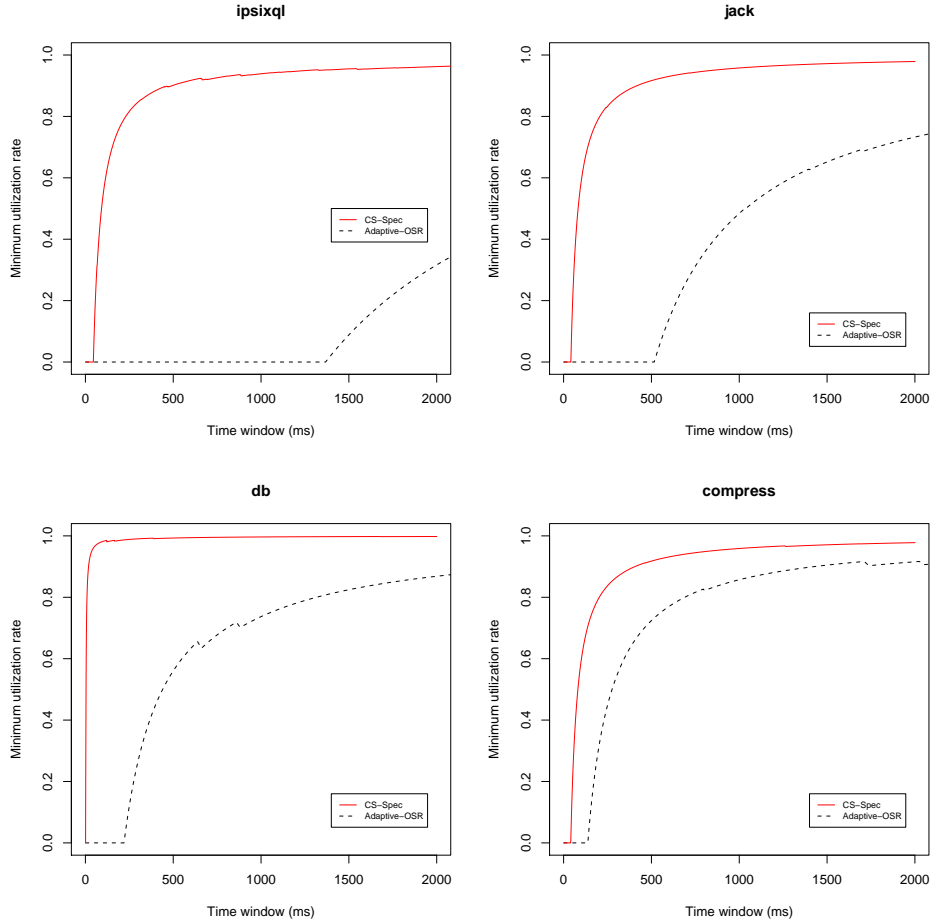 ipsixql
Minimum utilization rate
0.0 0.2 0.4 0.6 0.8 1.0
CS−Spec
Adaptive−OSR
0 500 1000 1500 2000
Time window (ms)
jack
Minimum utilization rate
0.0 0.2 0.4 0.6 0.8 1.0
CS−Spec
Adaptive−OSR
0 500 1000 1500 2000
Time window (ms)
db
Minimum utilization rate
0.0 0.2 0.4 0.6 0.8 1.0
CS−Spec
Adaptive−OSR
0 500 1000 1500 2000
Time window (ms)
compress
Minimum utilization rate
0.0 0.2 0.4 0.6 0.8 1.0
CS−Spec
Adaptive−OSR
0 500 1000 1500 2000
Time window (ms)